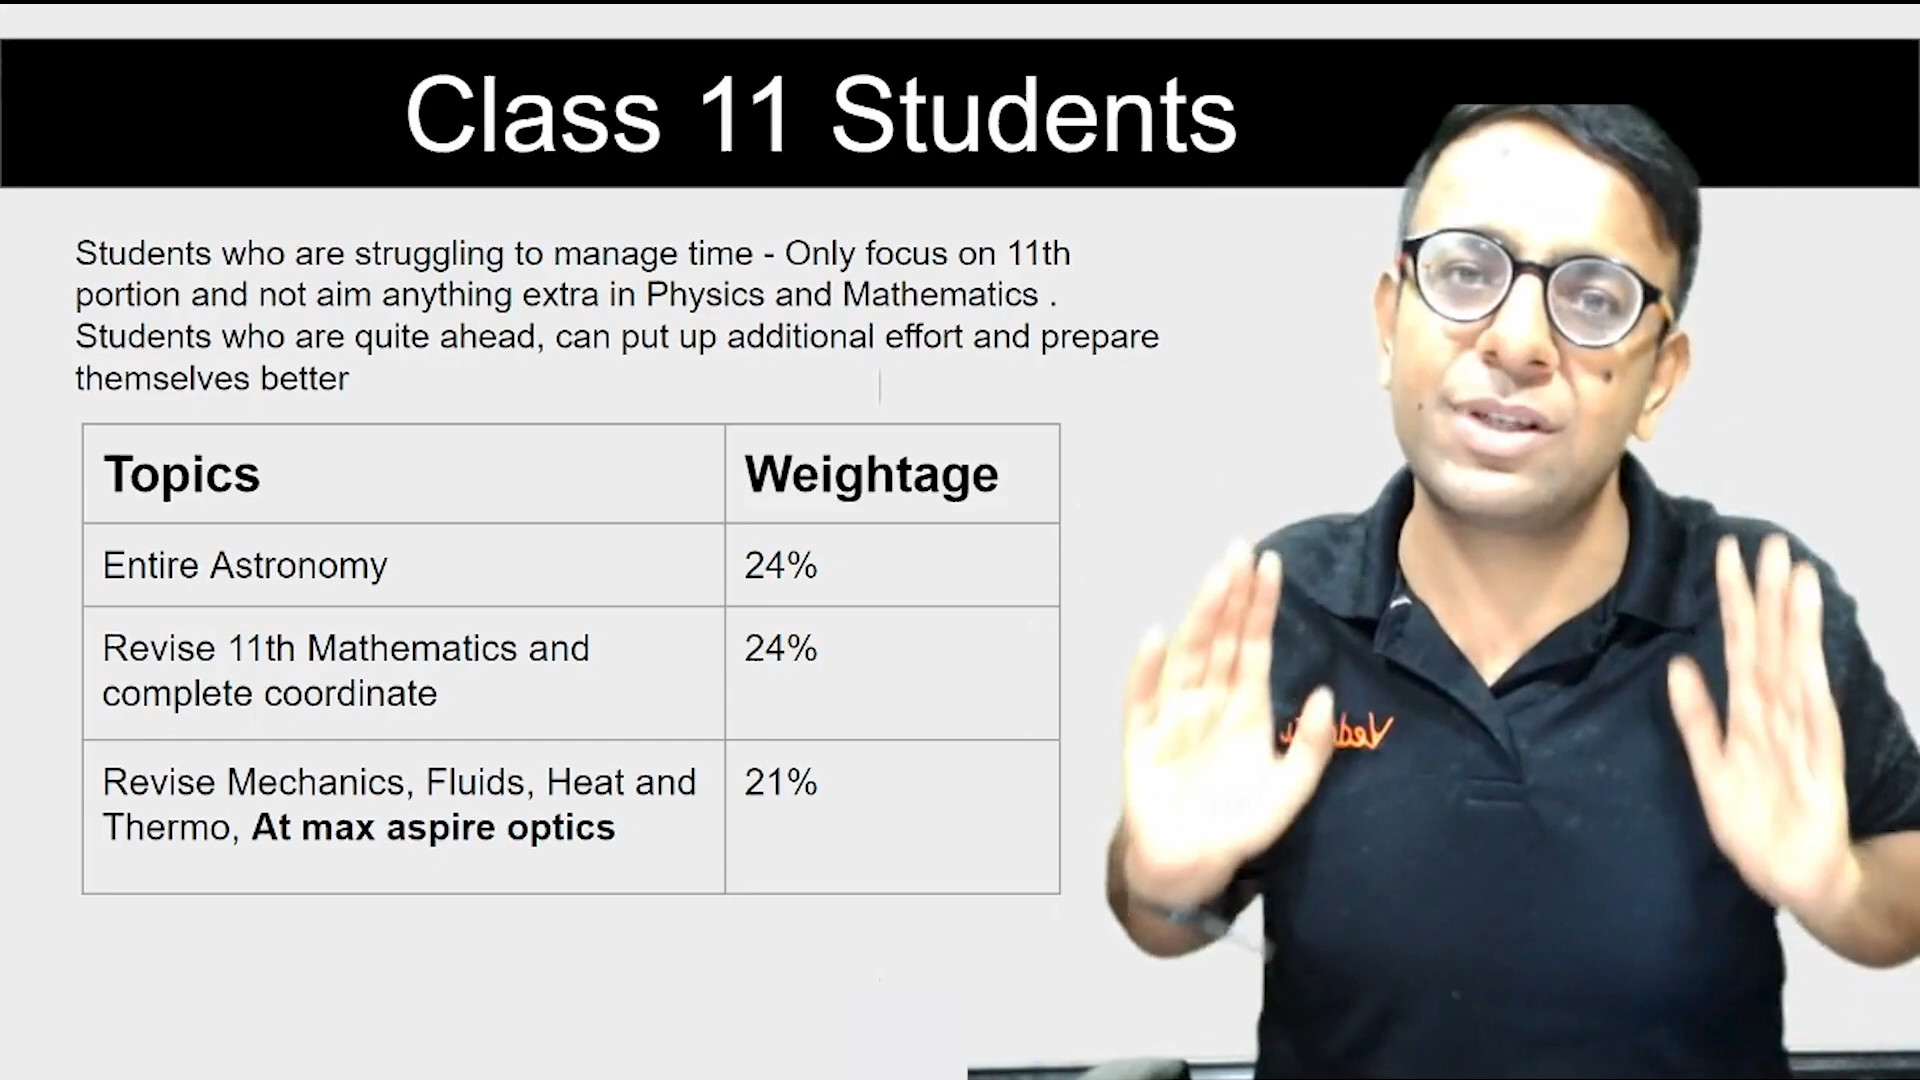 Class 11 Students
Students who are struggling to manage time - Only focus on 11th
portion and not aim anything extra in Physics and Mathematics .
Students who are quite ahead, can put up additional effort and prepare
themselves better
Topics Weightage
Entire Astronomy 24%
Revise 11th Mathematics and 24%
complete coordinate
Revise Mechanics, Fluids, Heat and 21%
Thermo, At max aspire optics